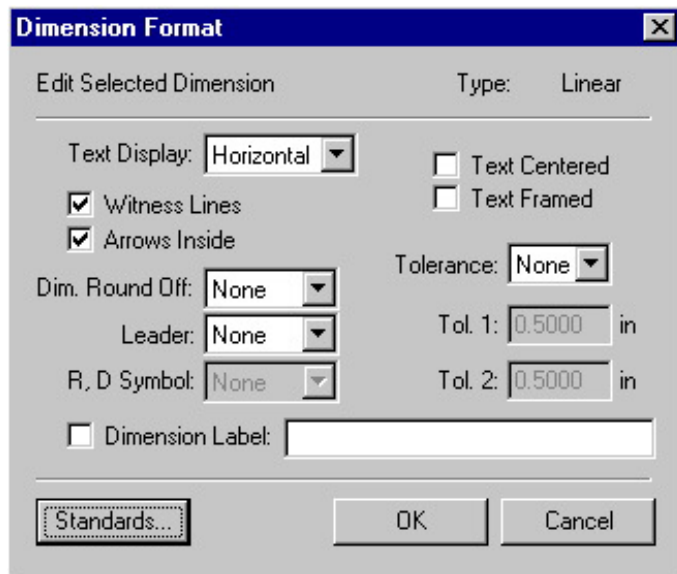 Dimension Format
Edit Selected Dimension Type: Linear
Text Display: Horizontal
Text Centered
Text Framed
Witness Lines
Arrows Inside
Tolerance: None
Dim. Round Off: None
Leader: None
Tol. 1: 0.5000 in
R, D Symbol: None
Tol. 2: 0.5000 in
Dimension Label:
Standards... OK Cancel